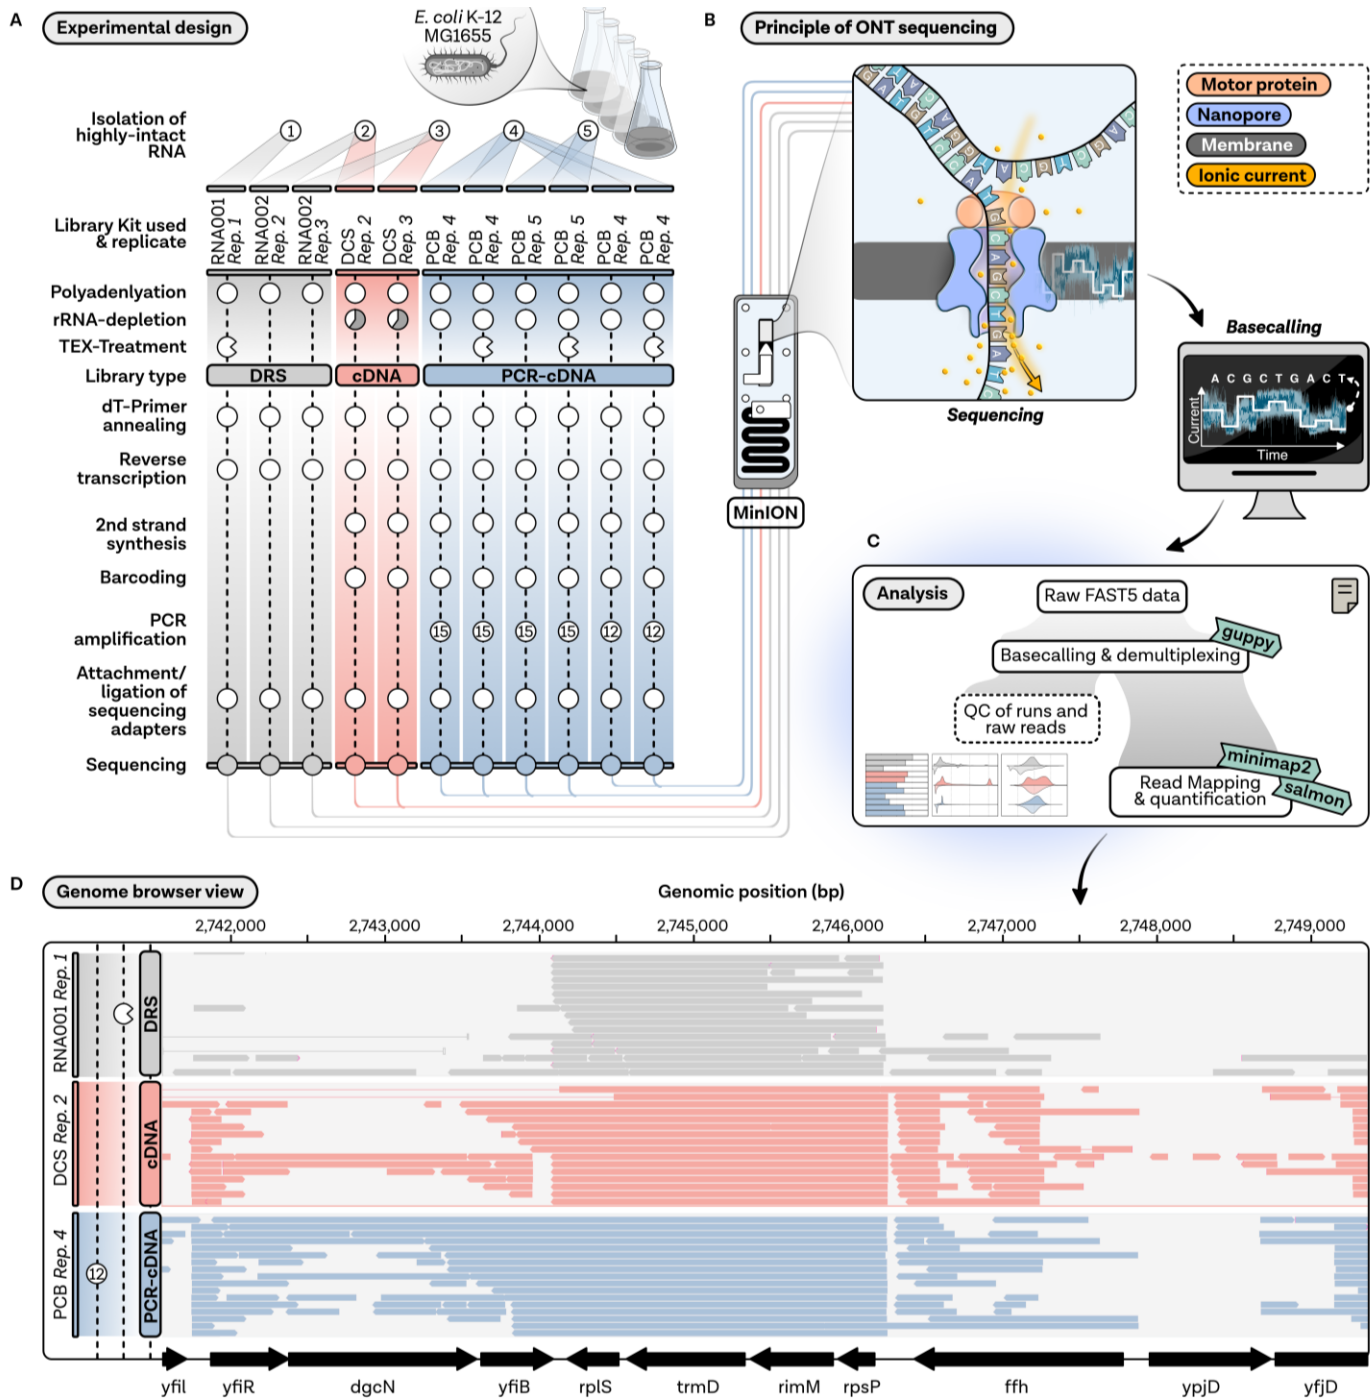 A
Experimental design
E. coli K-12
MG1655
Isolation of
highly-intact
RNA
1
2
3
4
5
Library Kit used
& replicate
RNA001
Rep. 1
RNA002
Rep. 2
RNA002
Rep.3
DCS
Rep. 2
DCS
Rep. 3
PCB
Rep. 4
PCB
Rep. 4
PCB
Rep. 5
PCB
Rep. 5
PCB
Rep. 4
PCB
Rep. 4
Polyadenlyation
rRNA-depletion
TEX-Treatment
Library type
DRS
cDNA
PCR-cDNA
dT-Primer
annealing
Reverse
transcription
2nd strand
synthesis
Barcoding
PCR
amplification
15
15
15
15
12
12
Attachment/
ligation of
sequencing
adapters
Sequencing
B
Principle of ONT sequencing
Motor protein
Nanopore
Membrane
Ionic current
Sequencing
MinION
Basecalling
A C G C T G A C T
Current
Time
C
Analysis
Raw FAST5 data
guppy
Basecalling & demultiplexing
QC of runs and
raw reads
minimap2
Read Mapping
& quantification
salmon
D
Genome browser view
Genomic position (bp)
2,742,000
2,743,000
2,744,000
2,745,000
2,746,000
2,747,000
2,748,000
2,749,000
RNA001 Rep. 1
DRS
DCS Rep. 2
cDNA
PCB Rep. 4
12
PCR-cDNA
yfiI
yfiR
dgcN
yfiB
rplS
trmD
rimM
rpsP
ffh
ypjD
yfjD